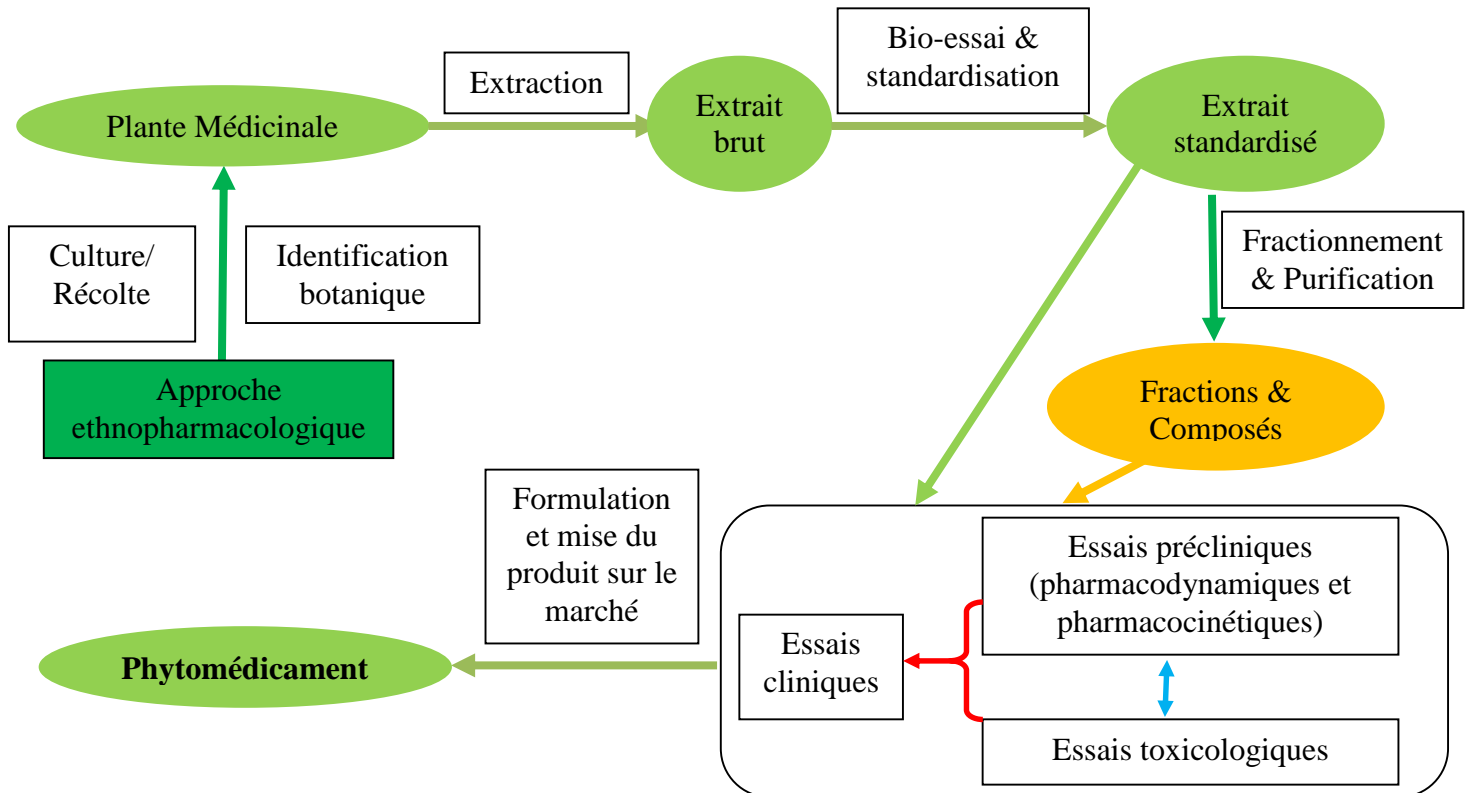 Plante Médicinale
Extraction
Extrait
brut
Bio-essai &
standardisation
Extrait
standardisé
Culture/
Récolte
Identification
botanique
Approche
ethnopharmacologique
Fractionnement
& Purification
Fractions &
Composés
Essais précliniques
(pharmacodynamiques et
pharmacocinétiques)
Essais toxicologiques
Essais
cliniques
Formulation
et mise du
produit sur le
marché
Phytomédicament